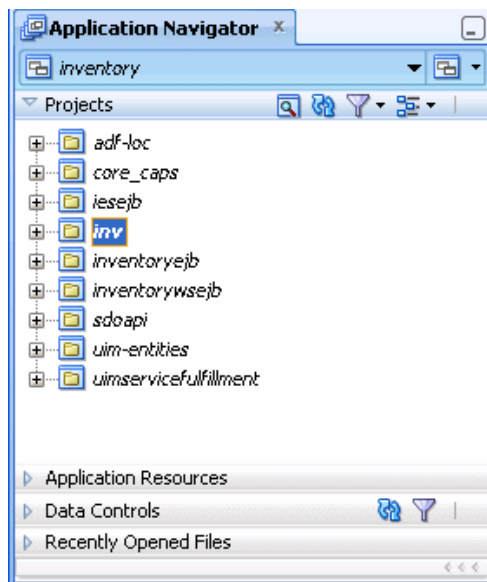 Application Navigator
inventory
Projects
adf-loc
core_caps
iesejb
inv
inventoryejb
inventorywsejb
sdoapi
uim-entities
uimservicefulfillment
Application Resources
Data Controls
Recently Opened Files